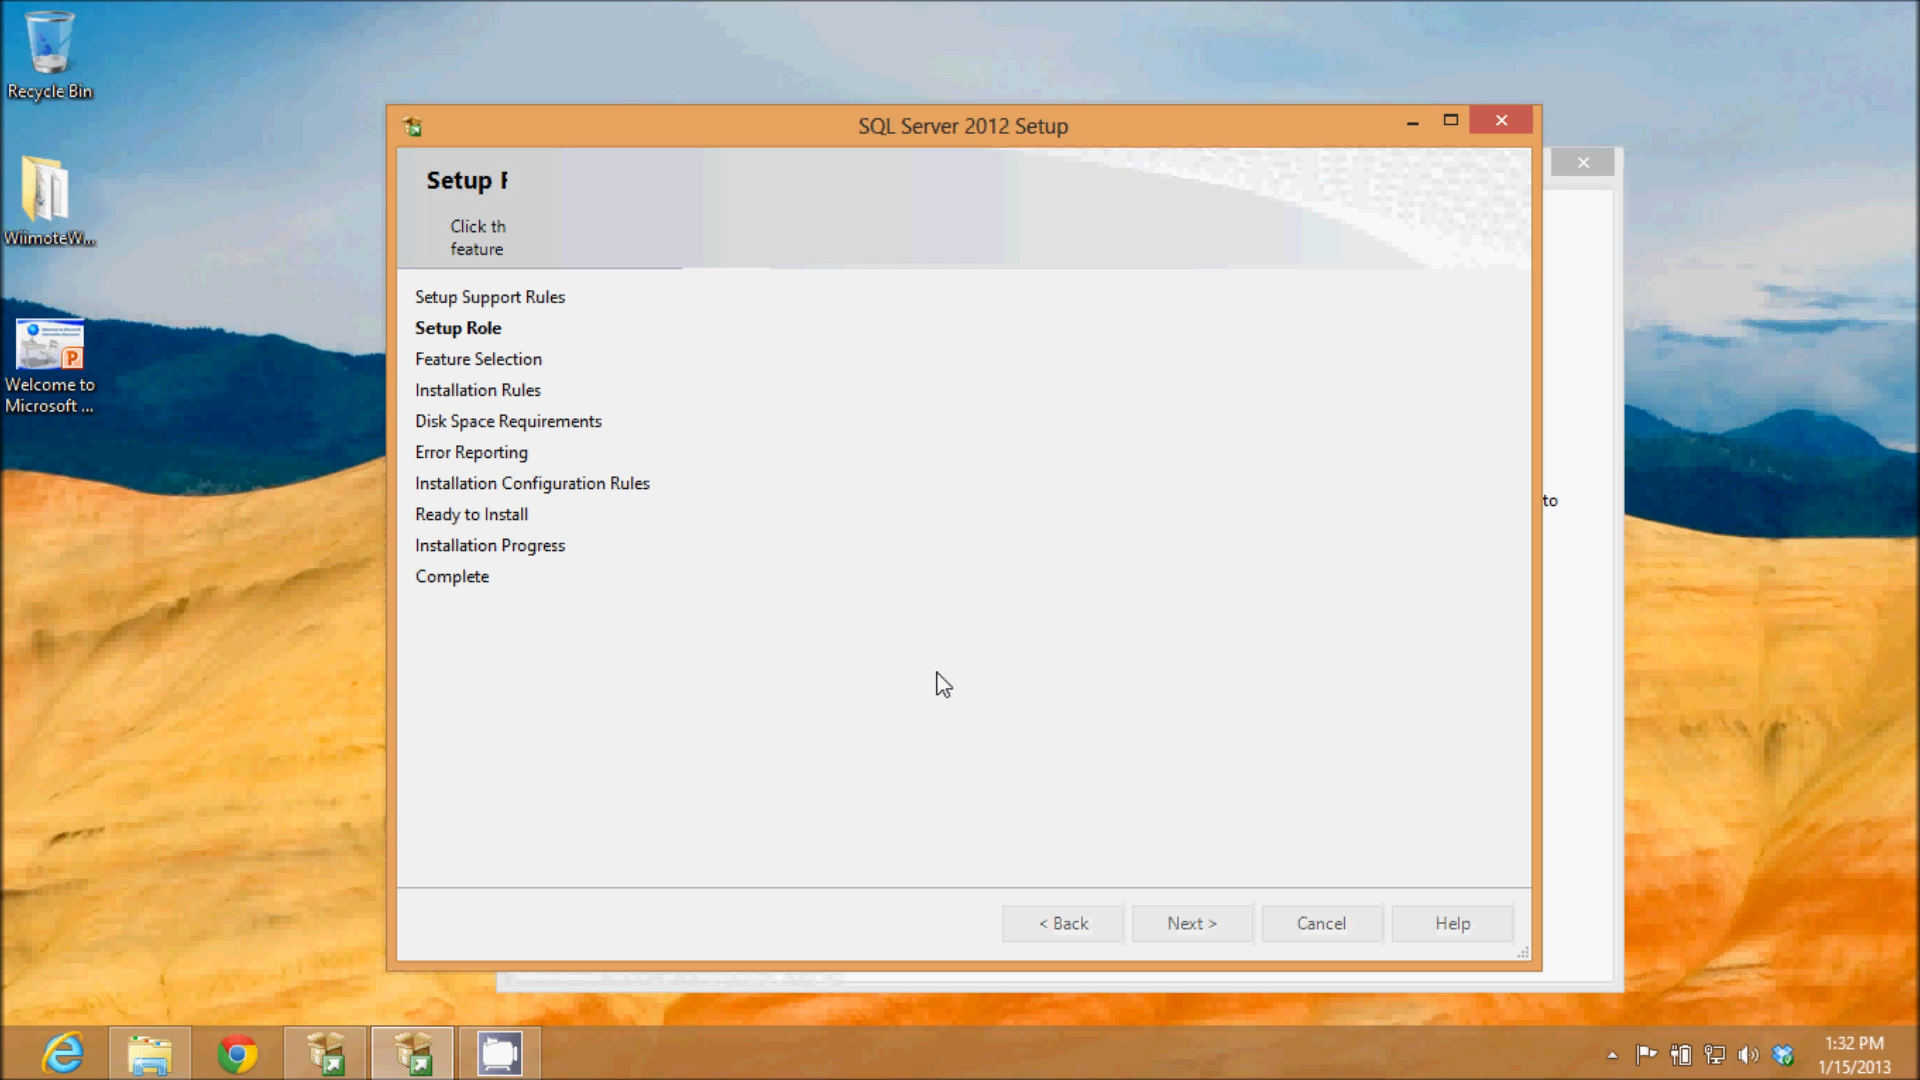 Recycle Bin
WiimoteW...
Welcome to
Microsoft ...
SQL Server 2012 Setup
Setup
Click th
feature
Setup Support Rules
Setup Role
Feature Selection
Installation Rules
Disk Space Requirements
Error Reporting
Installation Configuration Rules
Ready to Install
Installation Progress
Complete
to
< Back
Next >
Cancel
Help
1:32 PM
1/15/2013